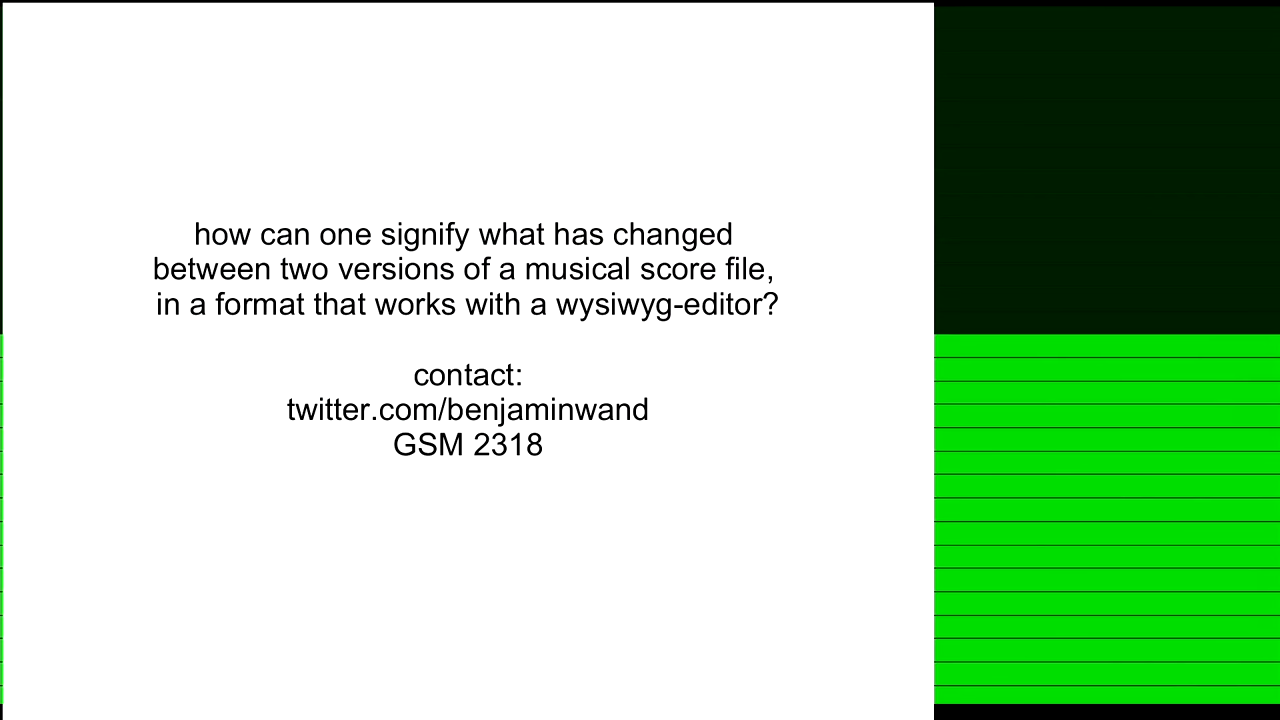 how can one signify what has changed
between two versions of a musical score file,
in a format that works with a wysiwyg-editor?
contact:
twitter.com/benjaminwand
GSM 2318